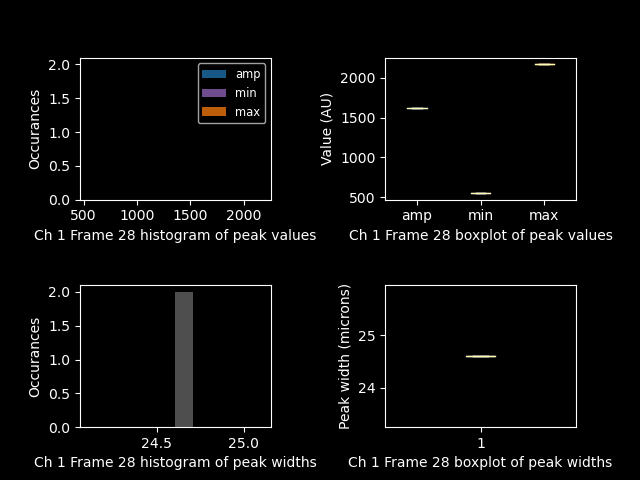 2.0
1.5
1.0
0.5
0.0
Occurances
amp
min
max
500 1000 1500 2000
Ch 1 Frame 28 histogram of peak values
2000
1500
1000
500
Value (AU)
amp min max
Ch 1 Frame 28 boxplot of peak values
2.0
1.5
1.0
0.5
0.0
Occurances
24.5 25.0
Ch 1 Frame 28 histogram of peak widths
25
24
Peak width (microns)
1
Ch 1 Frame 28 boxplot of peak widths